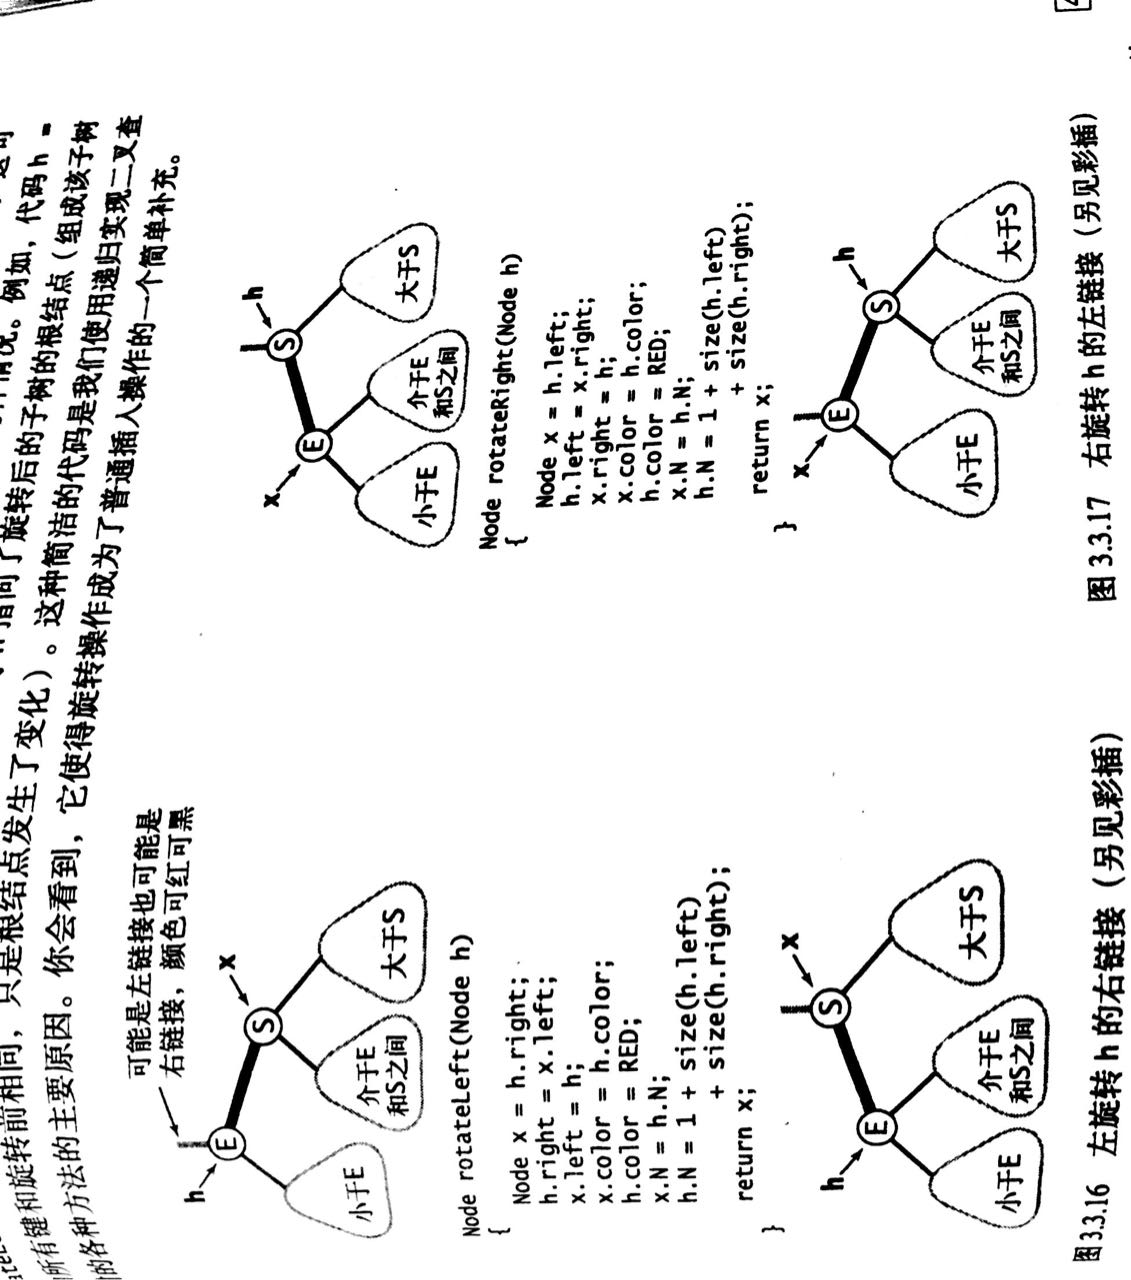 所有键和旋转前相同，只是根结点发生了变化）。这种简洁的代码是我们使用递归实现二叉查
的各种方法的主要原因。你会看到，它使得旋转操作成为了普通插入操作的一个简单补充。
指向了旋转后的子树的根结点（组成该子树
情况。例如，代码 h =
可能是左链接也可能是
右链接，颜色可红可黑
h
E
x
S
小于E
介于E
和S之间
大于S
Node rotateLeft(Node h)
{
Node x = h.right;
h.right = x.left;
x.left = h;
x.color = h.color;
h.color = RED;
x.N = h.N;
h.N = 1 + size(h.left)
+ size(h.right);
return x;
}
x
S
h
E
小于E
介于E
和S之间
大于S
图3.3.16 左旋转 h 的右链接（另见彩插）
h
S
x
E
小于E
介于E
和S之间
大于S
Node rotateRight(Node h)
{
Node x = h.left;
h.left = x.right;
x.right = h;
x.color = h.color;
h.color = RED;
x.N = h.N;
h.N = 1 + size(h.left)
+ size(h.right);
return x;
}
x
E
h
S
小于E
介于E
和S之间
大于S
图 3.3.17 右旋转 h 的左链接（另见彩插）